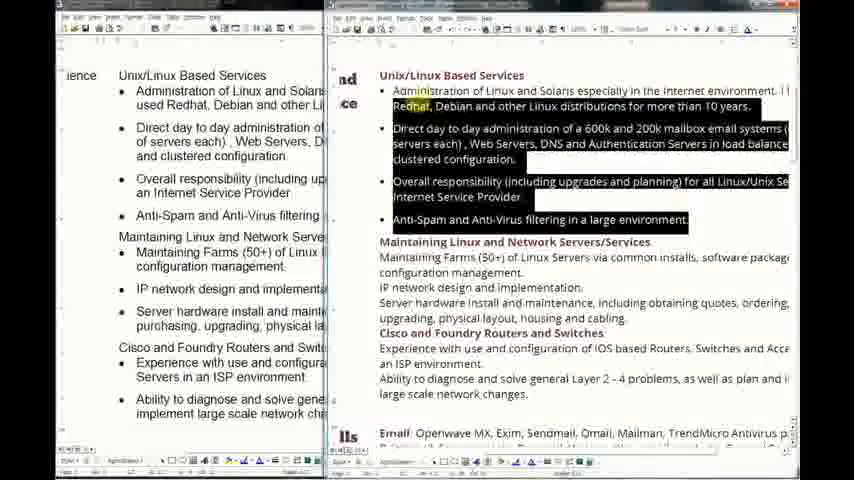 ience
Unix/Linux Based Services
Administration of Linux and Solaris
used Redhat, Debian and other Li
Direct day to day administration of
of servers each) , Web Servers, D
and clustered configuration
Overall responsibility (including up
an Internet Service Provider
Anti-Spam and Anti-Virus filtering
Maintaining Linux and Network Serve
Maintaining Farms (50+) of Linux
configuration management.
IP network design and implementa
Server hardware install and maint
purchasing, upgrading, physical la
Cisco and Foundry Routers and Swit
Experience with use and configura
Servers in an ISP environment
Ability to diagnose and solve gene
implement large scale network cha
nd
ce
Unix/Linux Based Services
Administration of Linux and Solaris especially in the Internet environment.
Redhat, Debian and other Linux distributions for more than 10 years.
Direct day to day administration of a 600k and 200k mailbox email systems (
servers each) , Web Servers, DNS and Authentication Servers in load balance
clustered configuration.
Overall responsibility (including upgrades and planning) for all Linux/Unix Se
Internet Service Provider
Anti-Spam and Anti-Virus filtering in a large environment.
Maintaining Linux and Network Servers/Services
Maintaining Farms (50+) of Linux Servers via common installs, software package
configuration management.
IP network design and implementation.
Server hardware install and maintenance, including obtaining quotes, ordering,
upgrading, physical layout, housing and cabling.
Cisco and Foundry Routers and Switches
Experience with use and configuration of IOS based Routers, Switches and Acce
an ISP environment.
Ability to diagnose and solve general Layer 2 - 4 problems, as well as plan and i
large scale network changes.
lls
Email: Openwave MX, Exim, Sendmail, Qmail, Mailman, TrendMicro Antivirus p